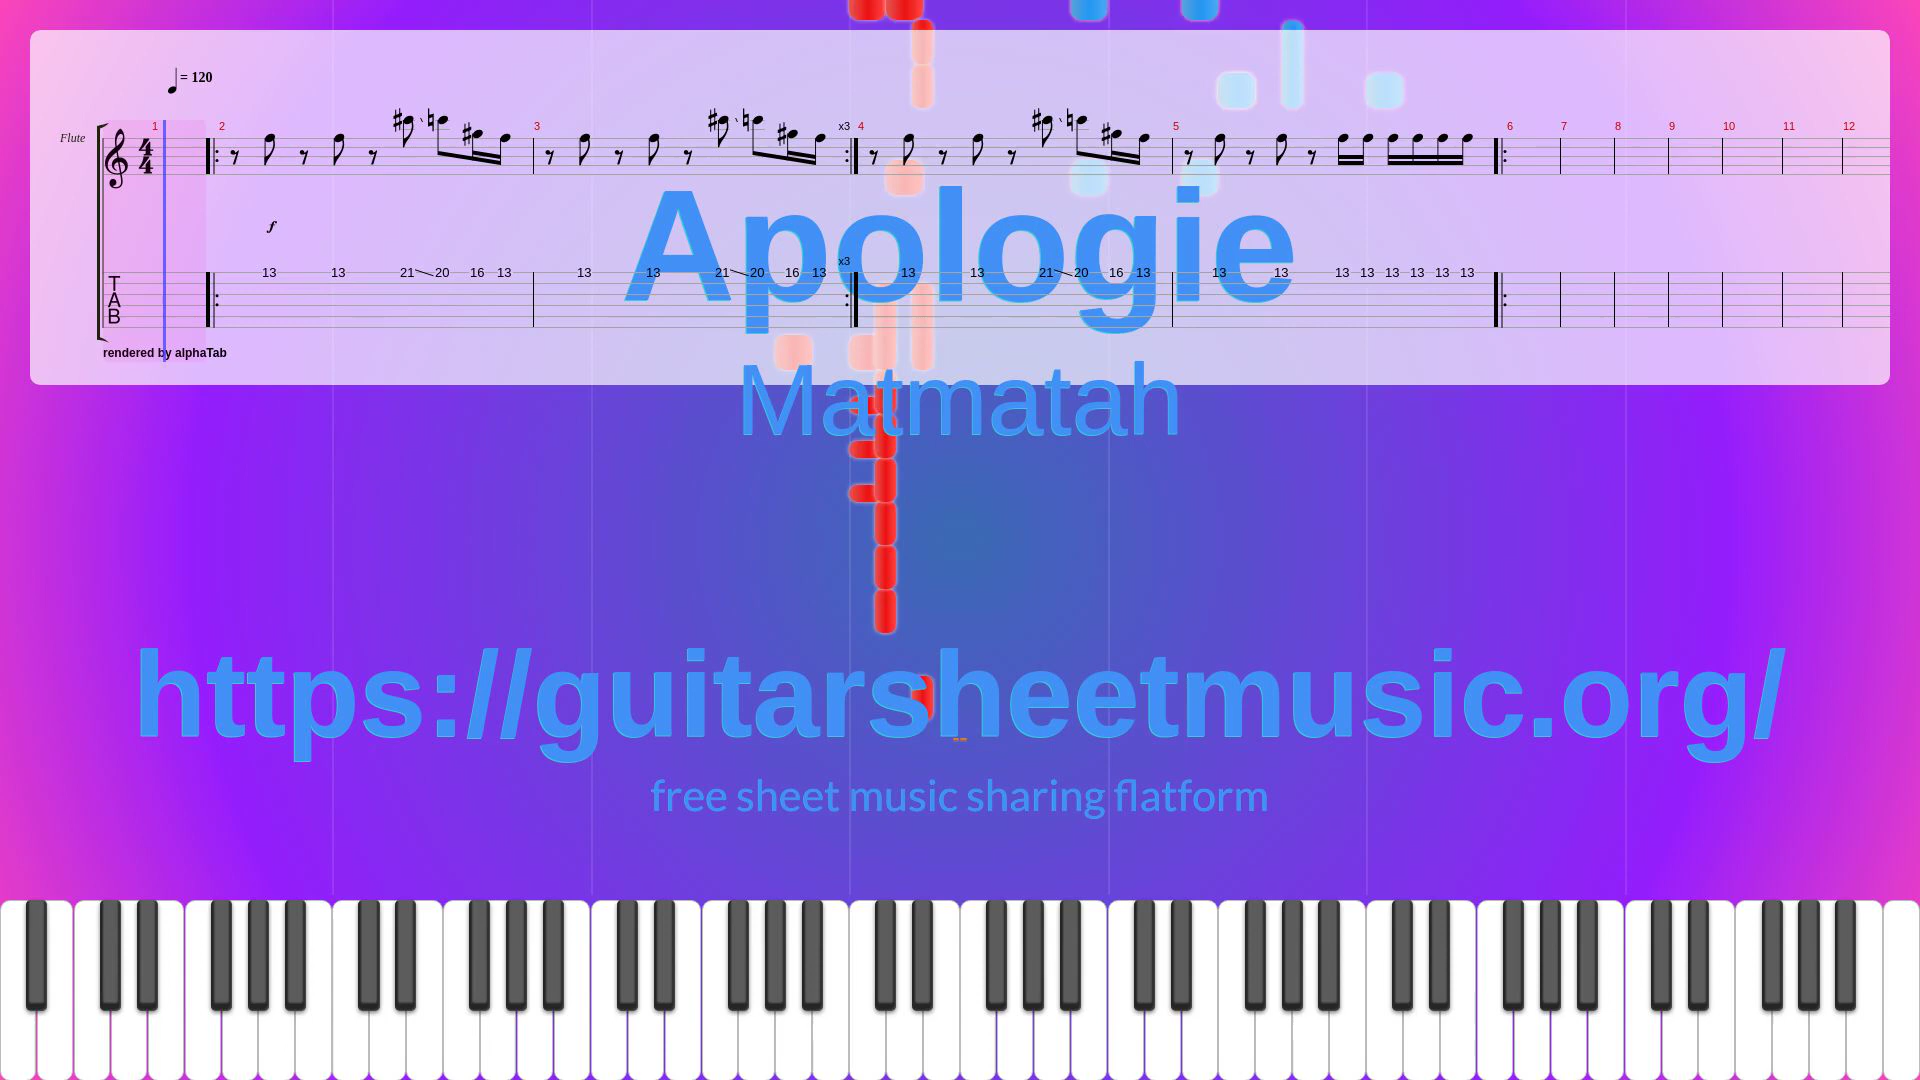 = 120
1 2 3 x3 4 5 6 7 8 9 10 11 12
Flute
4
4
f
Apologie
x3
13 13 21 20 16 13 13 13 21 20 16 13 13 13 21 20 16 13 13 13 13 13 13 13 13 13
T
A
B
rendered by alphaTab
Matmatah
https://guitarsheetmusic.org/
free sheet music sharing flatform